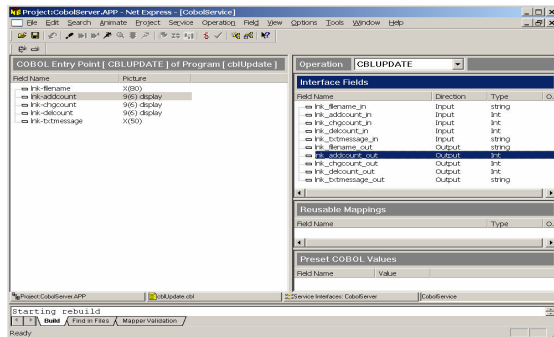 Project:CobolServer.APP - Net Express - [CobolService]
File Edit Search Animate Project Service Operation Field View Options Tools Window Help
COBOL Entry Point [ CBLUPDATE ] of Program [ cblUpdate ]
Field Name Picture
lnk-filename X(80)
lnk-addcount 9(6) display
lnk-chgcount 9(6) display
lnk-delcount 9(6) display
lnk-txtmessage X(50)
Operation CBLUPDATE
Interface Fields
Field Name Direction Type O..
lnk_filename_in Input string
lnk_addcount_in Input Int
lnk_chgcount_in Input Int
lnk_delcount_in Input Int
lnk_txtmessage_in Input string
lnk_filename_out Output string
lnk_addcount_out Output Int
lnk_chgcount_out Output Int
lnk_delcount_out Output Int
lnk_txtmessage_out Output string
Reusable Mappings
Field Name Type O..
Preset COBOL Values
Field Name Value
Project:CobolServer.APP cblUpdate.cbl Service Interfaces: CobolServer CobolService
Starting rebuild
Build Find in Files Mapper Validation
Ready